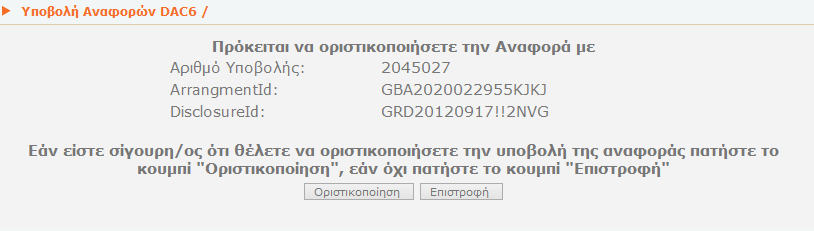 Υποβολή Αναφορών DAC6 /
Πρόκειται να οριστικοποιήσετε την Αναφορά με
Αριθμό Υποβολής: 2045027
ArrangmentId: GBA2020022955KJKJ
DisclosureId: GRD20120917!!2NVG
Εάν είστε σίγουρη/ος ότι θέλετε να οριστικοποιήσετε την υποβολή της αναφοράς πατήστε το
κουμπί "Οριστικοποίηση", εάν όχι πατήστε το κουμπί "Επιστροφή"
Οριστικοποίηση Επιστροφή